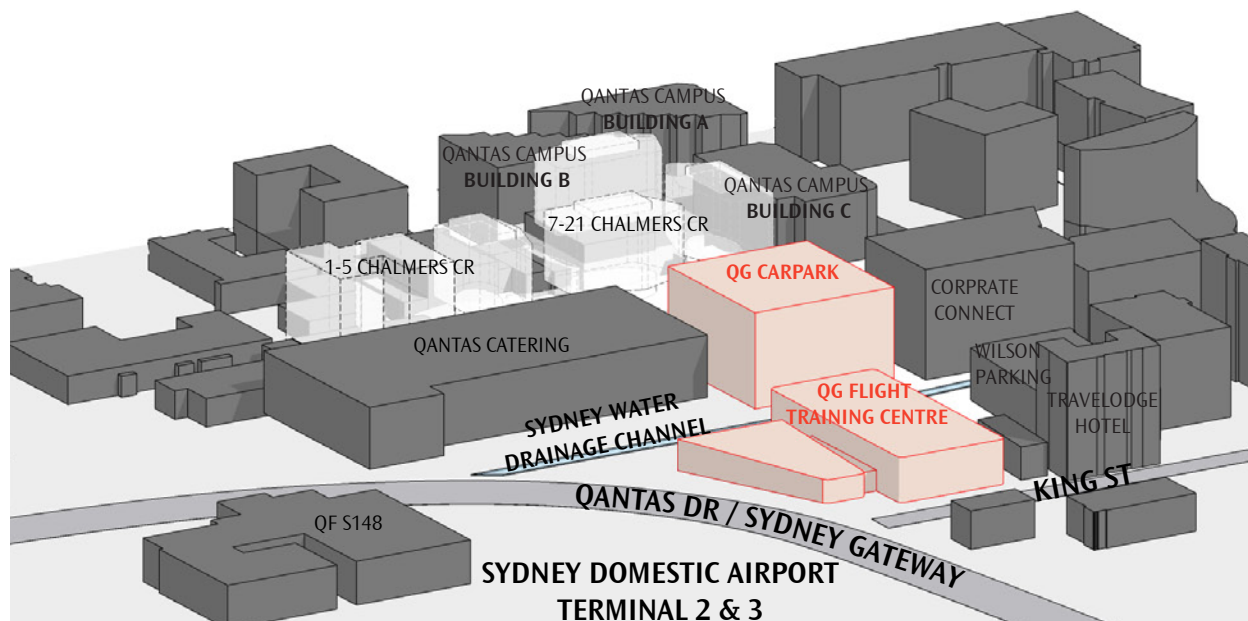 QANTAS CAMPUS
BUILDING A
QANTAS CAMPUS
BUILDING B
QANTAS CAMPUS
BUILDING C
7-21 CHALMERS CR
1-5 CHALMERS CR
QG CARPARK
CORPRATE
CONNECT
QANTAS CATERING
WILSON
PARKING
QG FLIGHT
TRAINING CENTRE
TRAVELODGE
HOTEL
SYDNEY WATER
DRAINAGE CHANNEL
KING ST
QANTAS DR / SYDNEY GATEWAY
QF S148
SYDNEY DOMESTIC AIRPORT
TERMINAL 2 & 3